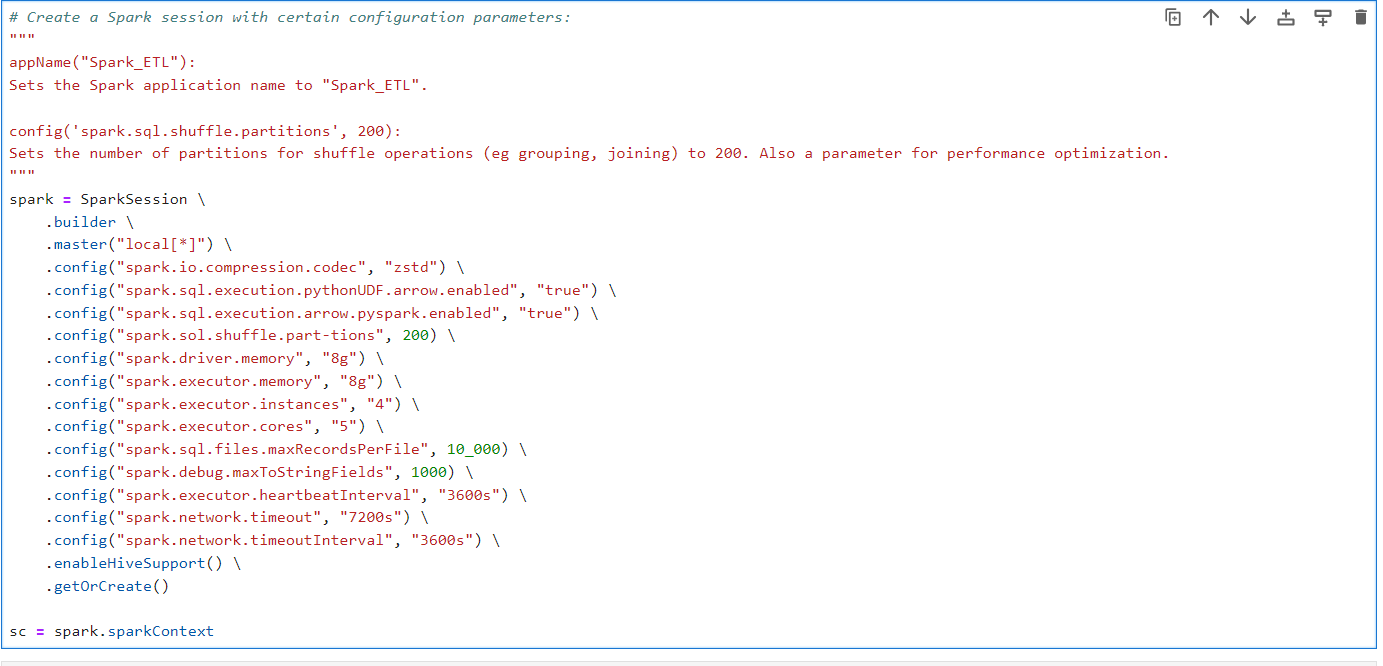 # Create a Spark session with certain configuration parameters:
"""
appName("Spark_ETL"):
Sets the Spark application name to "Spark_ETL".
config('spark.sql.shuffle.partitions', 200):
Sets the number of partitions for shuffle operations (eg grouping, joining) to 200. Also a parameter for performance optimization.
"""
spark = SparkSession \
    .builder \
    .master("local[*]") \
    .config("spark.io.compression.codec", "zstd") \
    .config("spark.sql.execution.pythonUDF.arrow.enabled", "true") \
    .config("spark.sql.execution.arrow.pyspark.enabled", "true") \
    .config("spark.sol.shuffle.part-tions", 200) \
    .config("spark.driver.memory", "8g") \
    .config("spark.executor.memory", "8g") \
    .config("spark.executor.instances", "4") \
    .config("spark.executor.cores", "5") \
    .config("spark.sql.files.maxRecordsPerFile", 10_000) \
    .config("spark.debug.maxToStringFields", 1000) \
    .config("spark.executor.heartbeatInterval", "3600s") \
    .config("spark.network.timeout", "7200s") \
    .config("spark.network.timeoutInterval", "3600s") \
    .enableHiveSupport() \
    .getOrCreate()
sc = spark.sparkContext